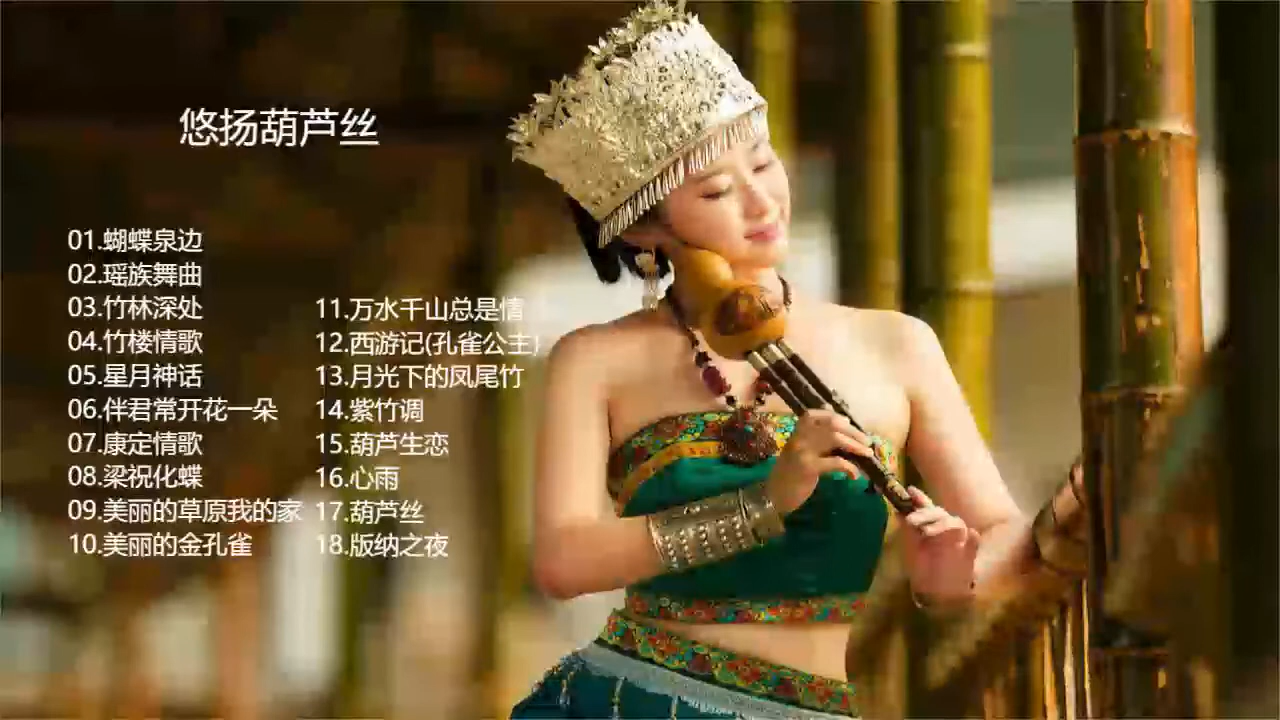 悠扬葫芦丝
01.蝴蝶泉边
02.瑶族舞曲
03.竹林深处
04.竹楼情歌
05.星月神话
06.伴君常开花一朵
07.康定情歌
08.梁祝化蝶
09.美丽的草原我的家
10.美丽的金孔雀
11.万水千山总是情
12.西游记(孔雀公主)
13.月光下的凤尾竹
14.紫竹调
15.葫芦生恋
16.心雨
17.葫芦丝
18.版纳之夜